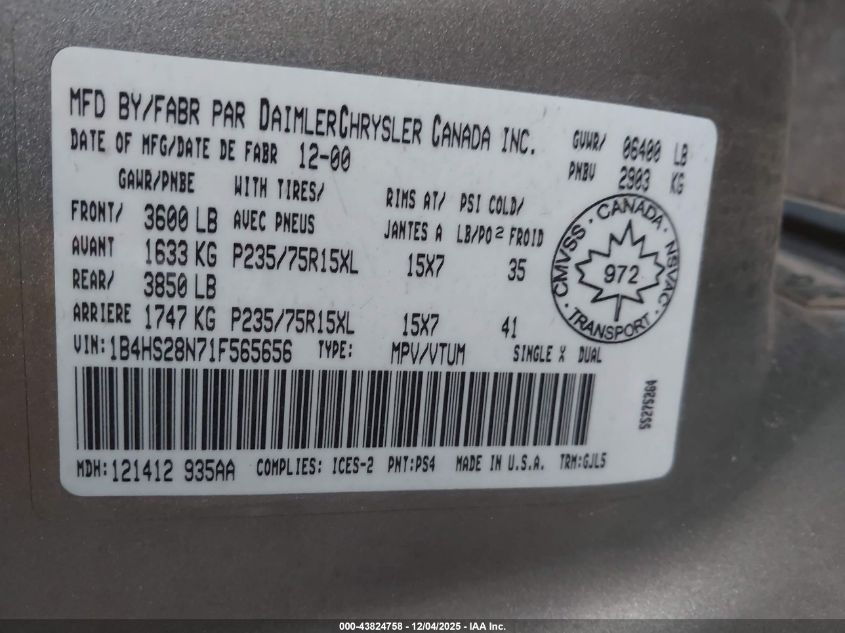 MFD BY/FABR PAR DAIMLERCHRYSLER CANADA INC.
DATE OF MFG/DATE DE FABR 12-00
GVWR/ 06400 LB
PNBV 2903 KG
GAWR/PNBE WITH TIRES/ RIMS AT/ PSI COLD/
FRONT/ 3600 LB AVEC PNEUS JANTES A LB/PO² FROID
AVANT 1633 KG P235/75R15XL 15X7 35
REAR/ 3850 LB
ARRIERE 1747 KG P235/75R15XL 15X7 41
CMVSS · CANADA · NSVAC
972
TRANSPORT
VIN:1B4HS28N71F565656 TYPE: MPV/VTUM SINGLE X DUAL
55275264
MDH:121412 935AA COMPLIES: ICES-2 PNT:PS4 MADE IN U.S.A. TRM:GJL5
000-43824758 - 12/04/2025 - IAA Inc.